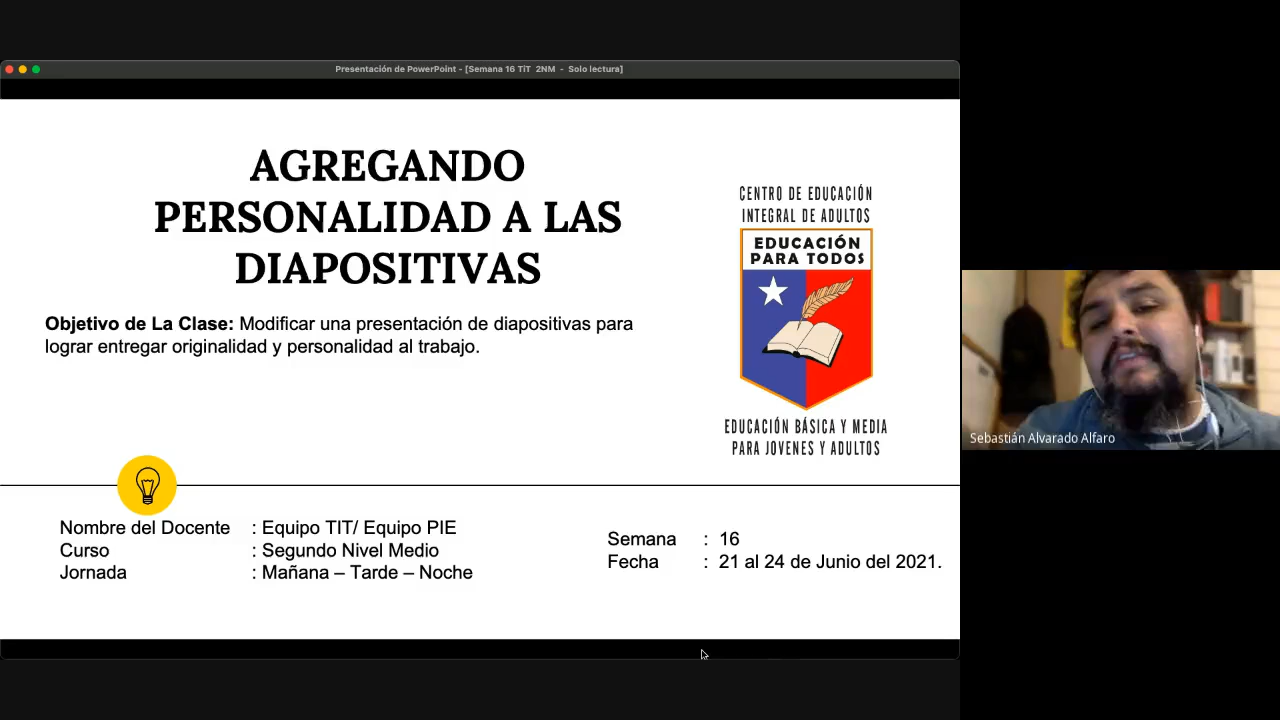 Presentación de PowerPoint - [Semana 16 TiT 2NM - Solo lectura]
AGREGANDO
PERSONALIDAD A LAS
DIAPOSITIVAS
Objetivo de La Clase: Modificar una presentación de diapositivas para
lograr entregar originalidad y personalidad al trabajo.
CENTRO DE EDUCACIÓN
INTEGRAL DE ADULTOS
EDUCACIÓN
PARA TODOS
EDUCACIÓN BÁSICA Y MEDIA
PARA JOVENES Y ADULTOS
Sebastián Alvarado Alfaro
Nombre del Docente : Equipo TIT/ Equipo PIE
Curso : Segundo Nivel Medio
Jornada : Mañana – Tarde – Noche
Semana : 16
Fecha : 21 al 24 de Junio del 2021.